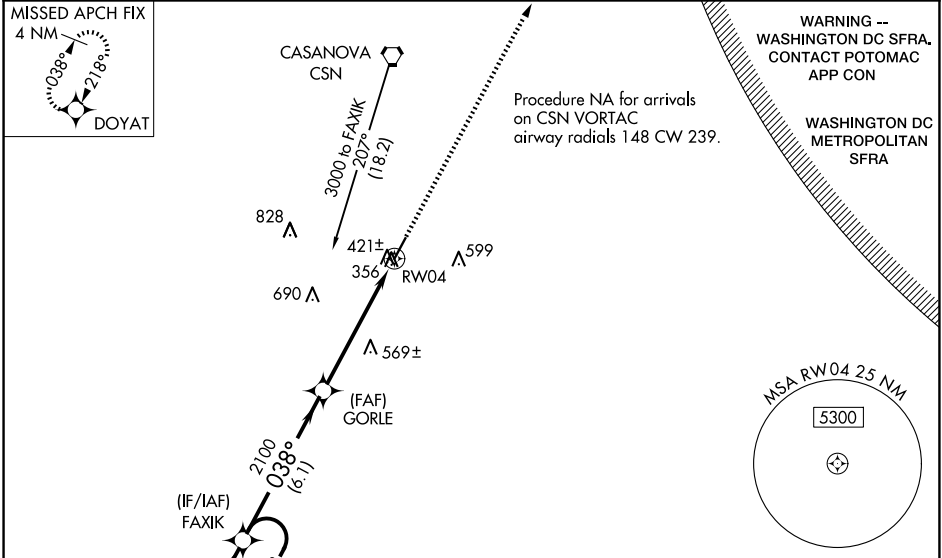 MISSED APCH FIX
4 NM
038°
218°
DOYAT
CASANOVA
CSN
3000 to FAXIK
207°
(18.2)
Procedure NA for arrivals
on CSN VORTAC
airway radials 148 CW 239.
WARNING --
WASHINGTON DC SFRA.
CONTACT POTOMAC
APP CON
WASHINGTON DC
METROPOLITAN
SFRA
828
421±
356
RW04
599
690
569±
(FAF)
GORLE
2100
038°
(6.1)
(IF/IAF)
FAXIK
MSA RW04 25 NM
5300